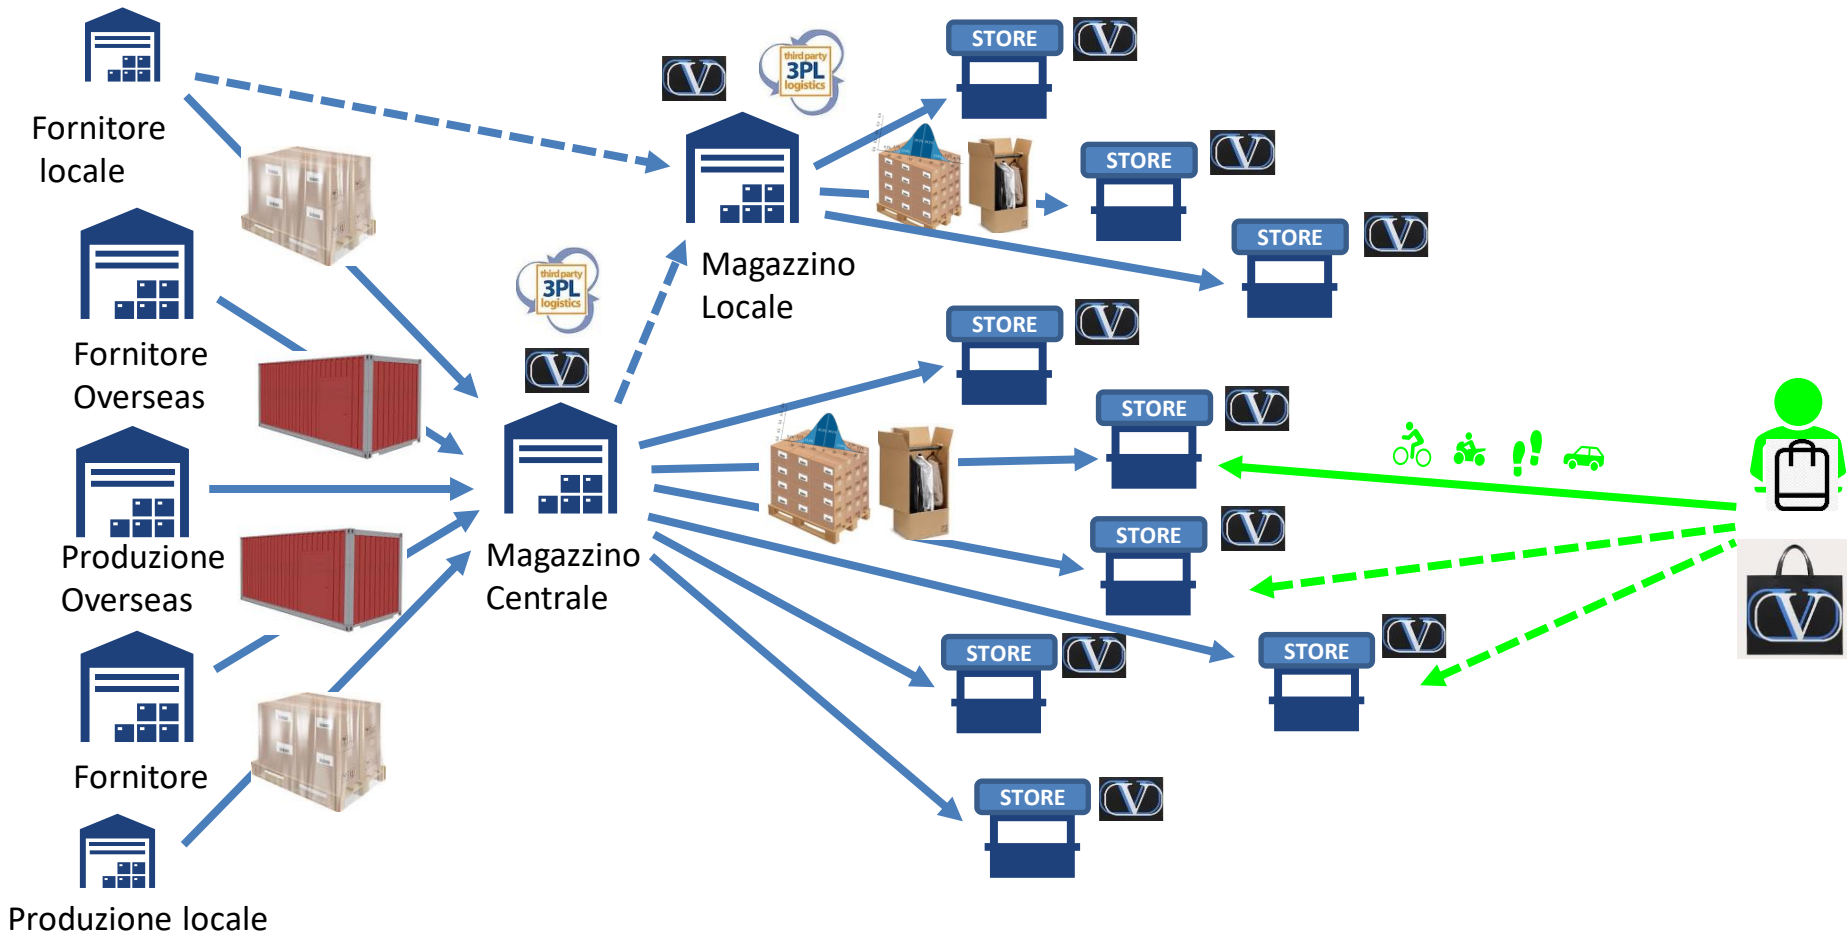 STORE
third party
3PL
logistics
Fornitore
locale
STORE
STORE
Magazzino
Locale
third party
3PL
logistics
STORE
Fornitore
Overseas
STORE
STORE
Produzione
Overseas
Magazzino
Centrale
STORE
STORE
Fornitore
STORE
Produzione locale